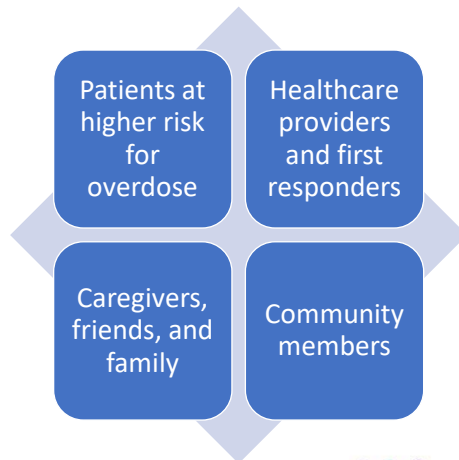 Patients at
higher risk
for
overdose
Healthcare
providers
and first
responders
Caregivers,
friends, and
family
Community
members